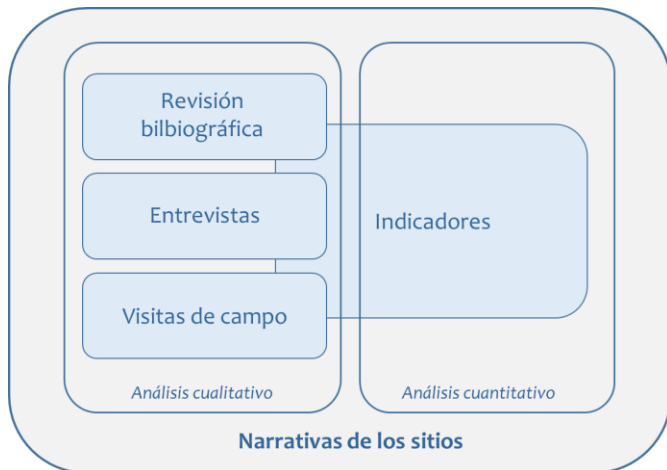 Revisión
bilbiográfica
Entrevistas
Visitas de campo
Indicadores
Análisis cualitativo
Análisis cuantitativo
Narrativas de los sitios